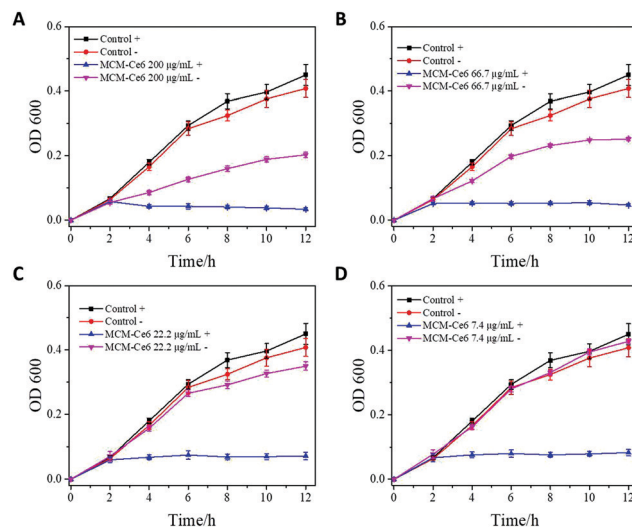 A
0.6
0.4
0.2
0.0
OD 600
Control +
Control -
MCM-Ce6 200 μg/mL +
MCM-Ce6 200 μg/mL -
0 2 4 6 8 10 12
Time/h
B
0.6
0.4
0.2
0.0
OD 600
Control +
Control -
MCM-Ce6 66.7 μg/mL +
MCM-Ce6 66.7 μg/mL -
0 2 4 6 8 10 12
Time/h
C
0.6
0.4
0.2
0.0
OD 600
Control +
Control -
MCM-Ce6 22.2 μg/mL +
MCM-Ce6 22.2 μg/mL -
0 2 4 6 8 10 12
Time/h
D
0.6
0.4
0.2
0.0
OD 600
Control +
Control -
MCM-Ce6 7.4 μg/mL +
MCM-Ce6 7.4 μg/mL -
0 2 4 6 8 10 12
Time/h